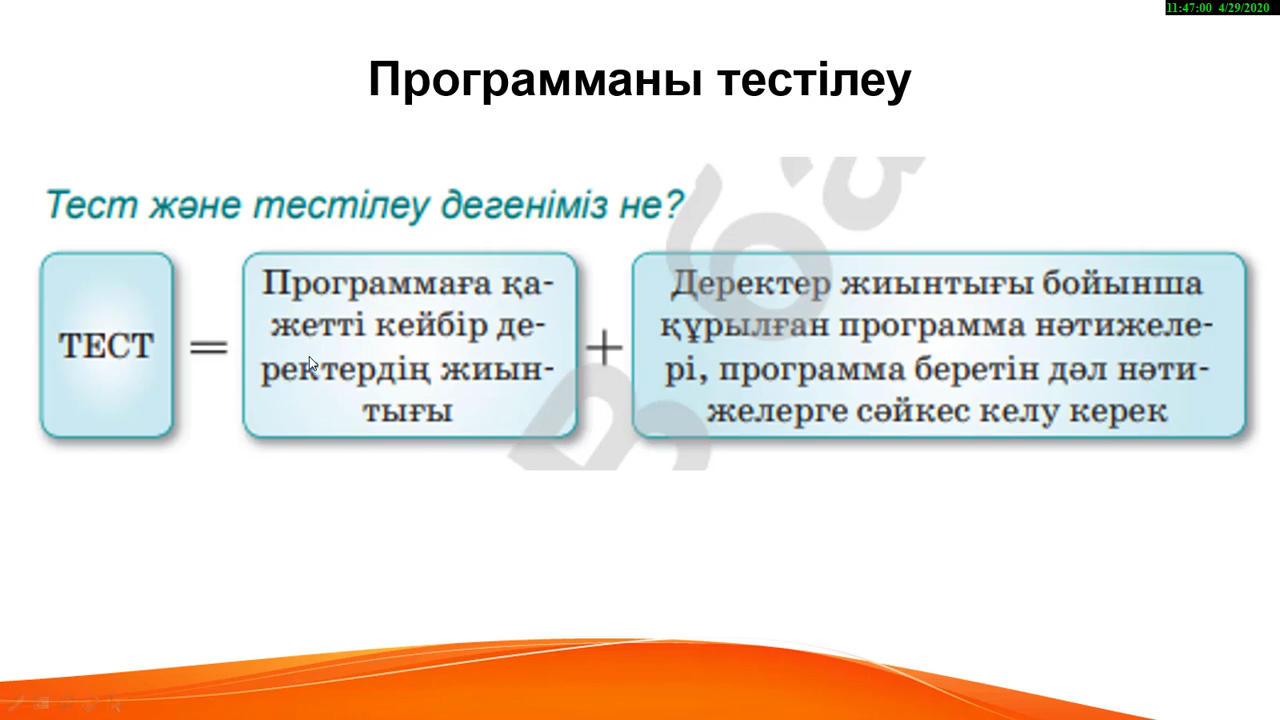 11:47:00 4/29/2020
Программаны тестілеу
Тест және тестілеу дегеніміз не?
ТЕСТ
=
Программаға қа-
жетті кейбір де-
ректердің жиын-
тығы
+
Деректер жиынтығы бойынша
құрылған программа нәтижеле-
рі, программа беретін дәл нәти-
желерге сәйкес келу керек